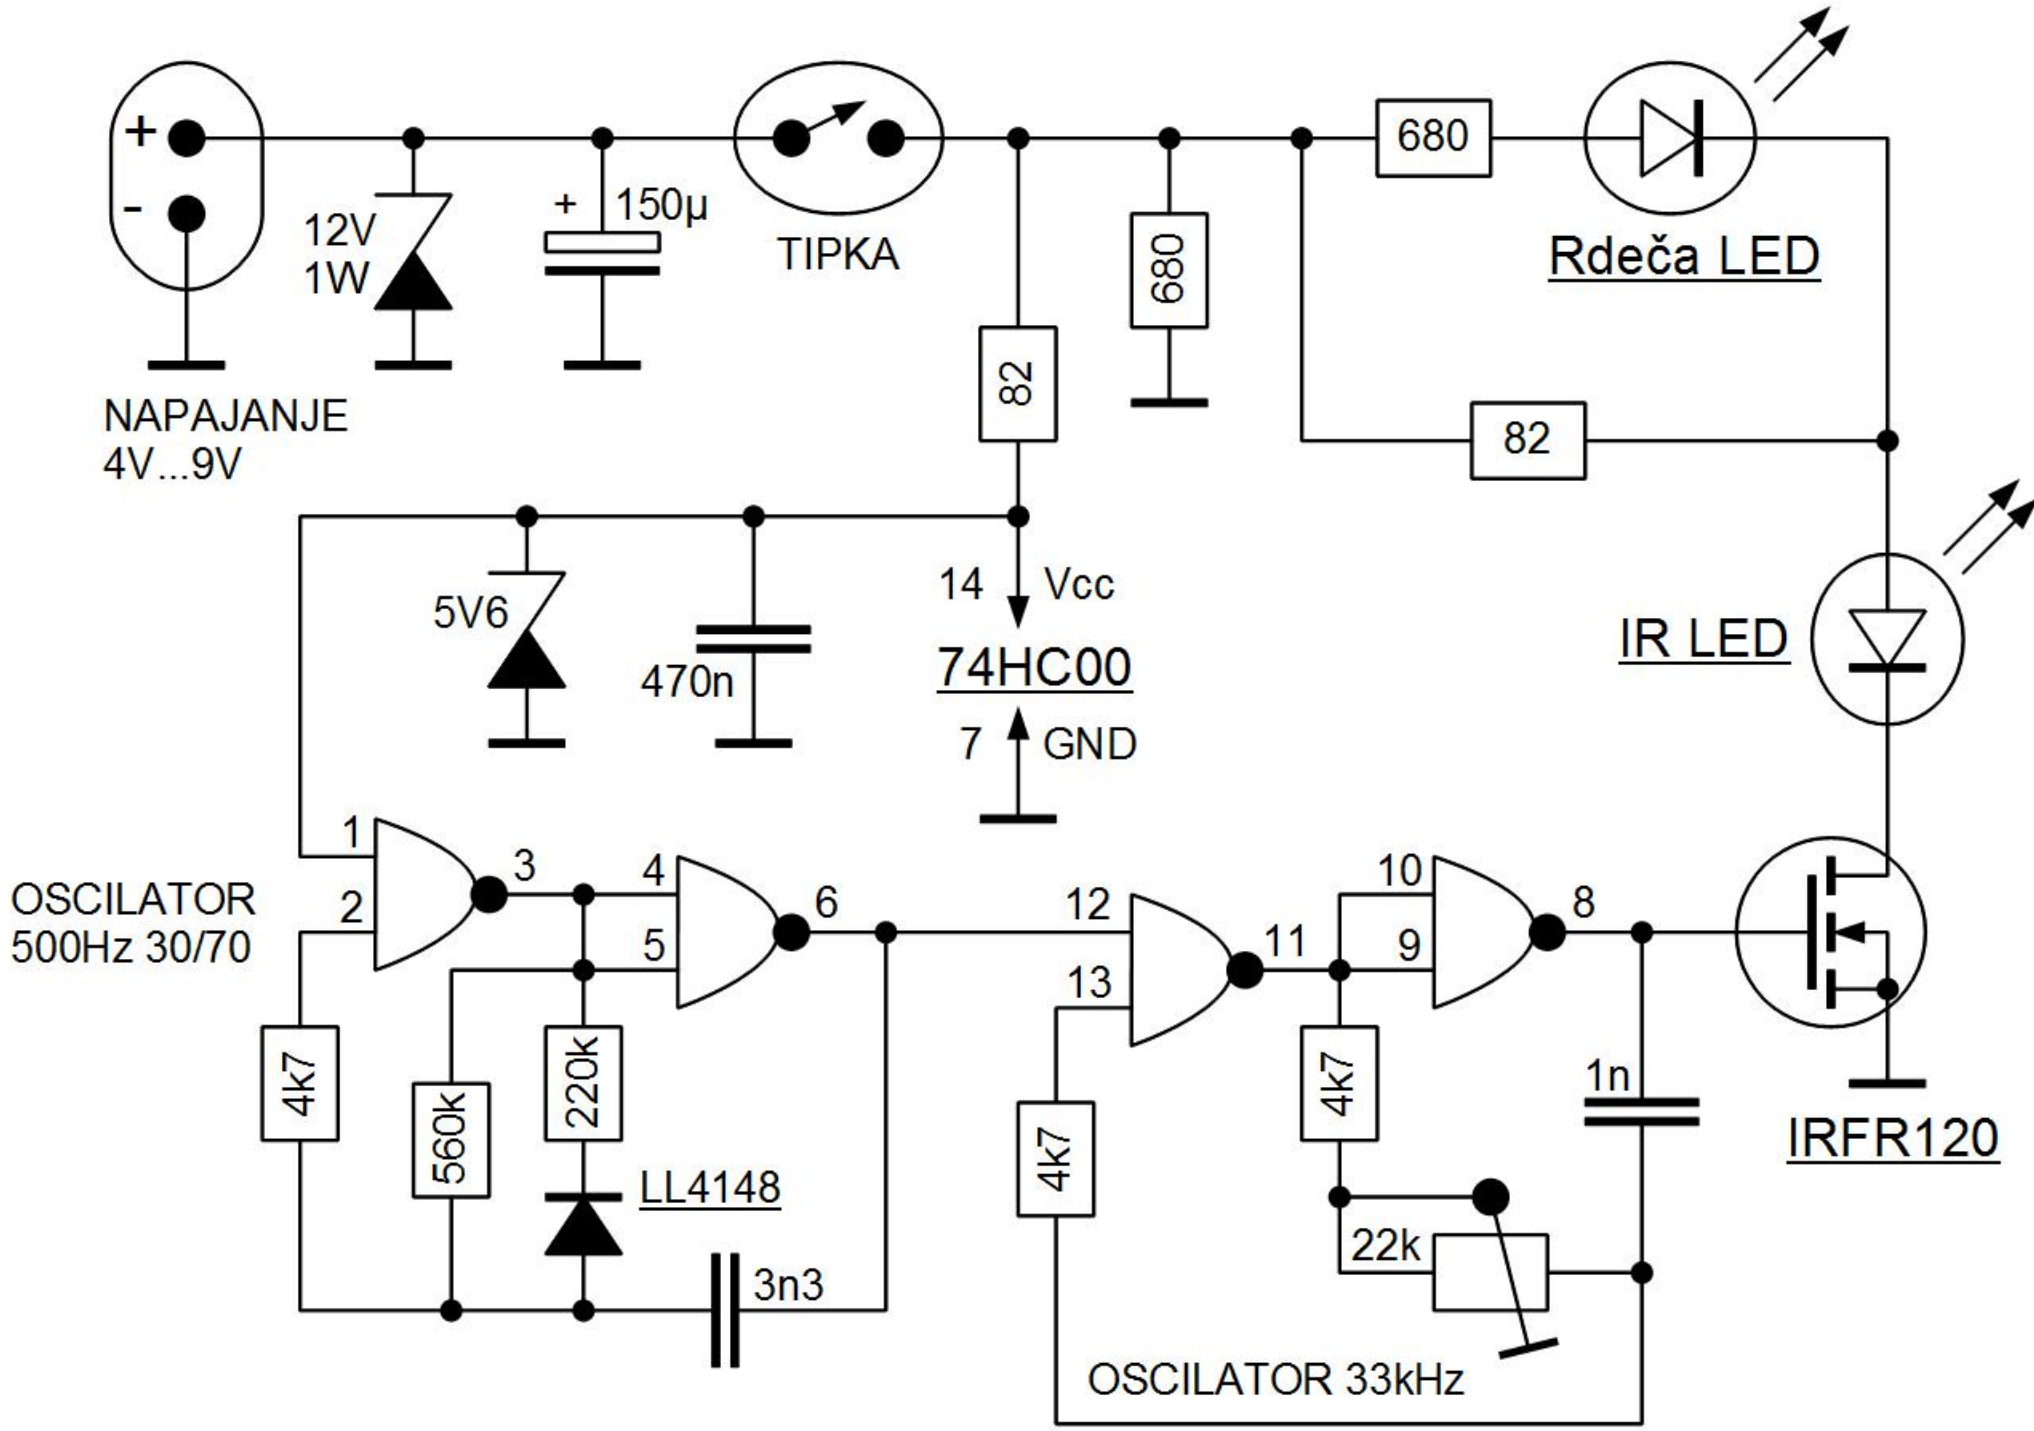 +
-
NAPAJANJE
4V...9V
12V
1W
+
150µ
TIPKA
82
680
680
Rdeča LED
82
IR LED
5V6
470n
14
Vcc
74HC00
7
GND
OSCILATOR
500Hz 30/70
1
2
3
4
5
6
4k7
560k
220k
LL4148
3n3
12
13
11
10
9
8
4k7
4k7
22k
1n
IRFR120
OSCILATOR 33kHz